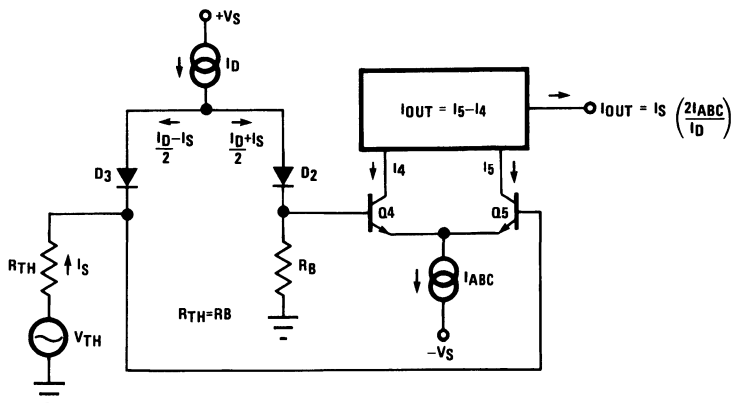 +VS
ID
IOUT = I5–I4
IOUT = IS (2IABC/ID)
ID/2–IS
ID/2+IS
D3
D2
I4
I5
Q4
Q5
RTH
IS
RB
IABC
RTH=RB
VTH
–VS